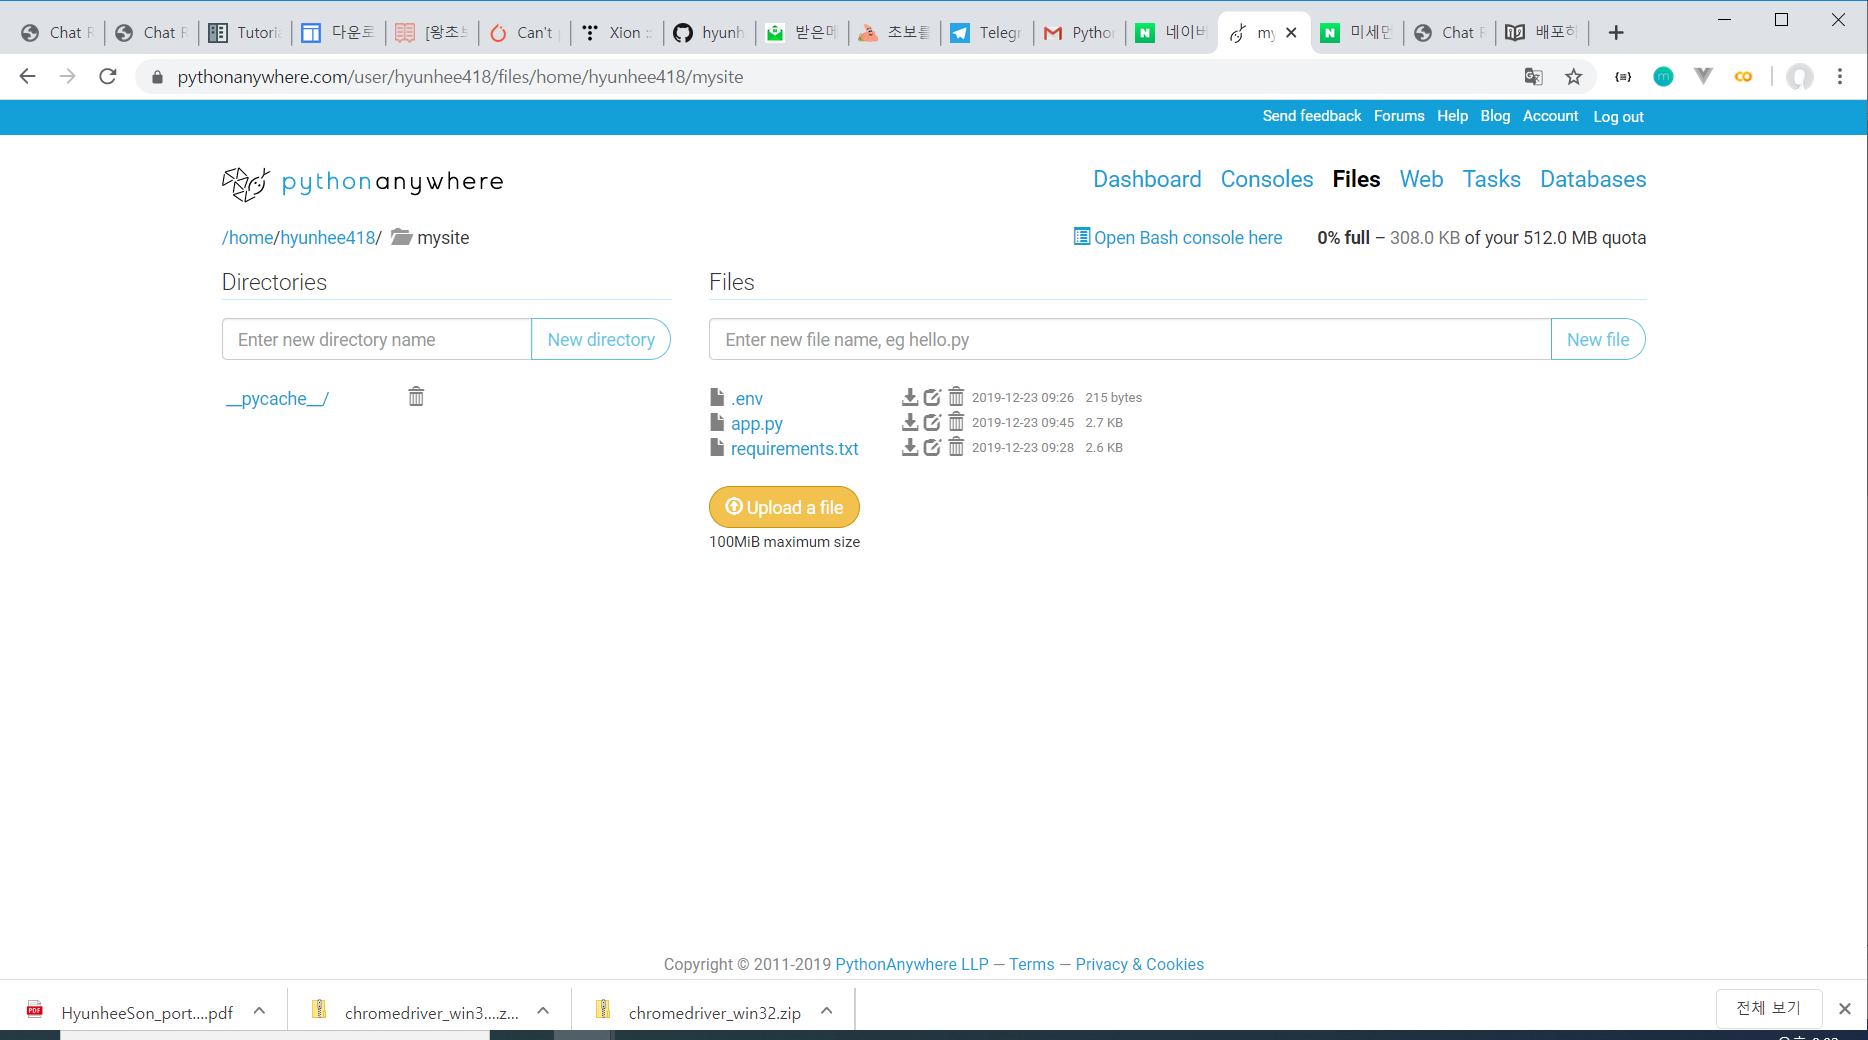 Chat R Chat R Tutoria 다운로 [왕초보 Can't Xion :: hyunh 받은메 초보를 Telegr Python 네이버 my 미세먼 Chat R 배포하
pythonanywhere.com/user/hyunhee418/files/home/hyunhee418/mysite
Send feedback Forums Help Blog Account Log out
pythonanywhere
Dashboard Consoles Files Web Tasks Databases
/home/hyunhee418/ mysite
Open Bash console here 0% full – 308.0 KB of your 512.0 MB quota
Directories
Files
Enter new directory name New directory
Enter new file name, eg hello.py New file
__pycache__/
.env 2019-12-23 09:26 215 bytes
app.py 2019-12-23 09:45 2.7 KB
requirements.txt 2019-12-23 09:28 2.6 KB
Upload a file
100MiB maximum size
Copyright © 2011-2019 PythonAnywhere LLP — Terms — Privacy & Cookies
HyunheeSon_port....pdf chromedriver_win3....z... chromedriver_win32.zip 전체 보기